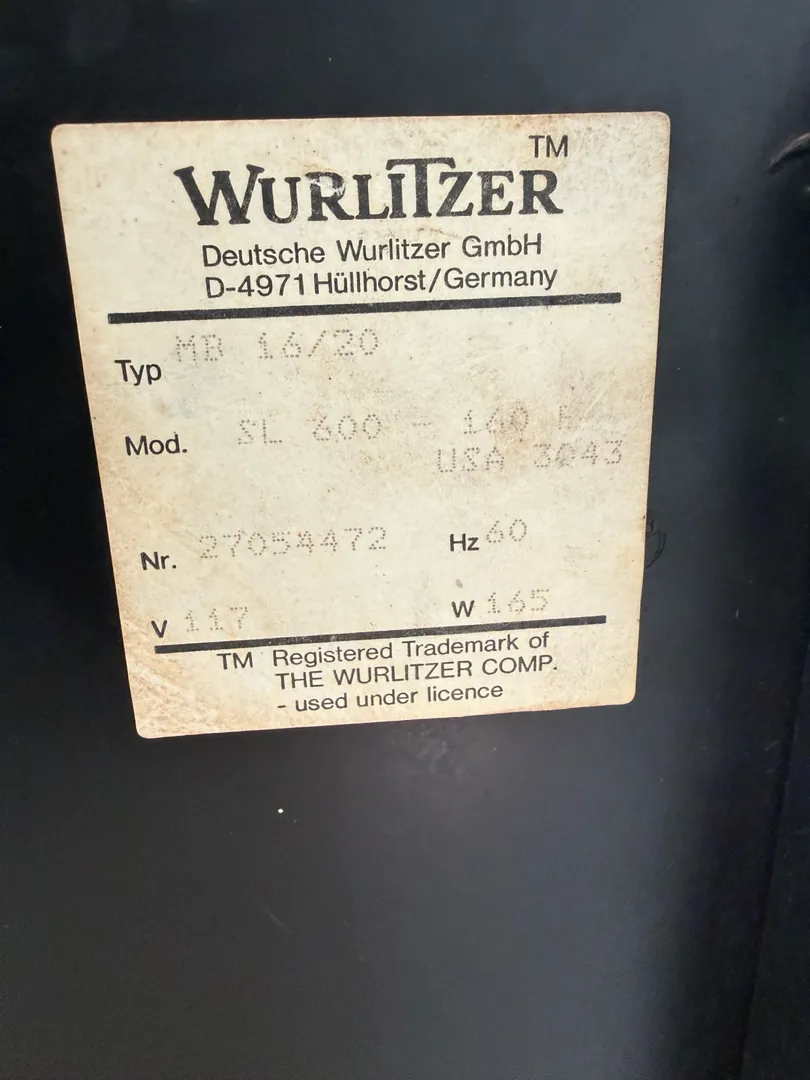 WURLITZER TM
Deutsche Wurlitzer GmbH
D-4971 Hüllhorst/Germany
Typ MB 16/20
Mod. SL 600 - 160
USA 3043
Nr. 27054472 Hz 60
V 117 W 165
TM Registered Trademark of
THE WURLITZER COMP.
- used under licence